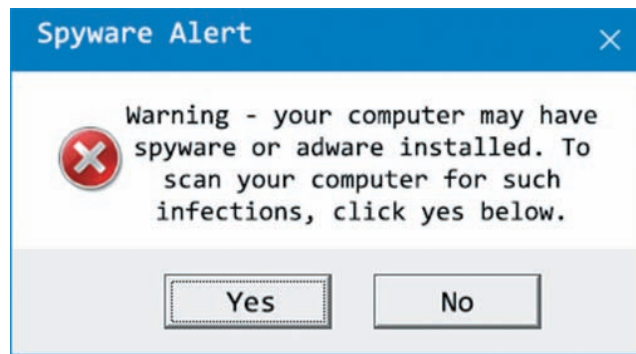 Spyware Alert
Warning - your computer may have
spyware or adware installed. To
scan your computer for such
infections, click yes below.
Yes
No